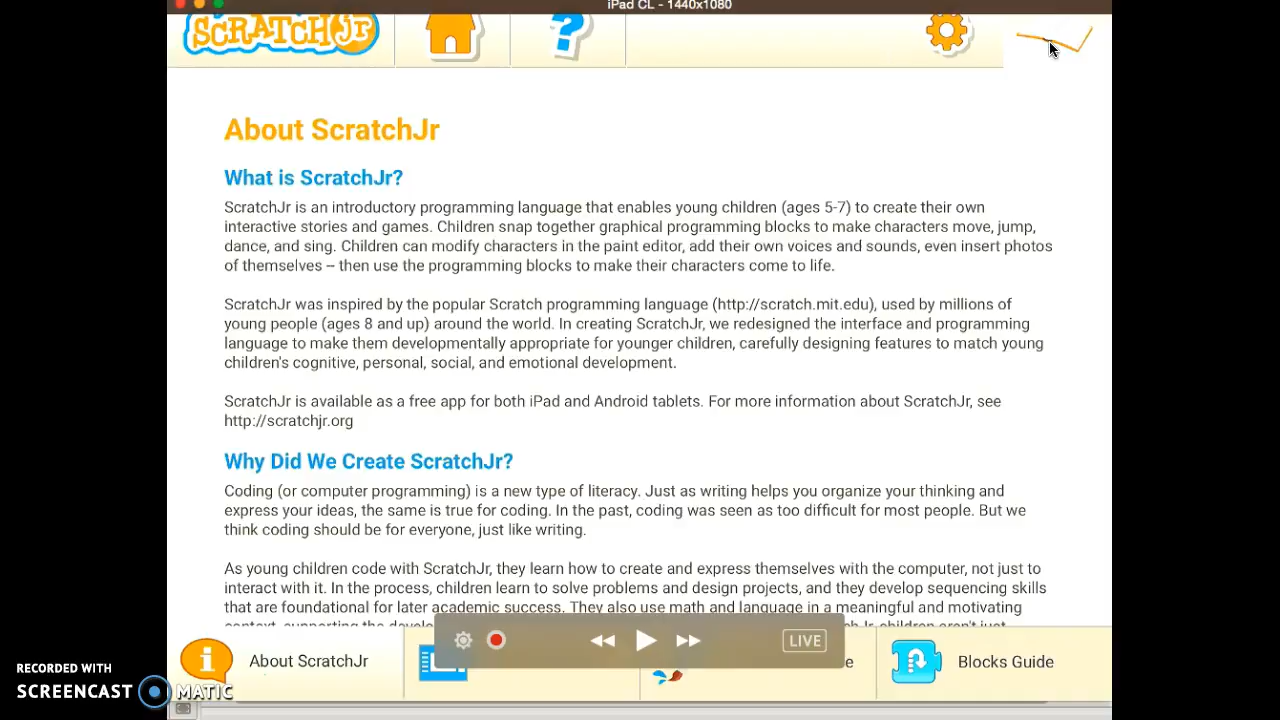 iPad CL - 1440x1080
SCRATCHJr
About ScratchJr
What is ScratchJr?
ScratchJr is an introductory programming language that enables young children (ages 5-7) to create their own
interactive stories and games. Children snap together graphical programming blocks to make characters move, jump,
dance, and sing. Children can modify characters in the paint editor, add their own voices and sounds, even insert photos
of themselves -- then use the programming blocks to make their characters come to life.
ScratchJr was inspired by the popular Scratch programming language (http://scratch.mit.edu), used by millions of
young people (ages 8 and up) around the world. In creating ScratchJr, we redesigned the interface and programming
language to make them developmentally appropriate for younger children, carefully designing features to match young
children's cognitive, personal, social, and emotional development.
ScratchJr is available as a free app for both iPad and Android tablets. For more information about ScratchJr, see
http://scratchjr.org
Why Did We Create ScratchJr?
Coding (or computer programming) is a new type of literacy. Just as writing helps you organize your thinking and
express your ideas, the same is true for coding. In the past, coding was seen as too difficult for most people. But we
think coding should be for everyone, just like writing.
As young children code with ScratchJr, they learn how to create and express themselves with the computer, not just to
interact with it. In the process, children learn to solve problems and design projects, and they develop sequencing skills
that are foundational for later academic success. They also use math and language in a meaningful and motivating
LIVE
About ScratchJr
Blocks Guide
RECORDED WITH
SCREENCAST MATIC